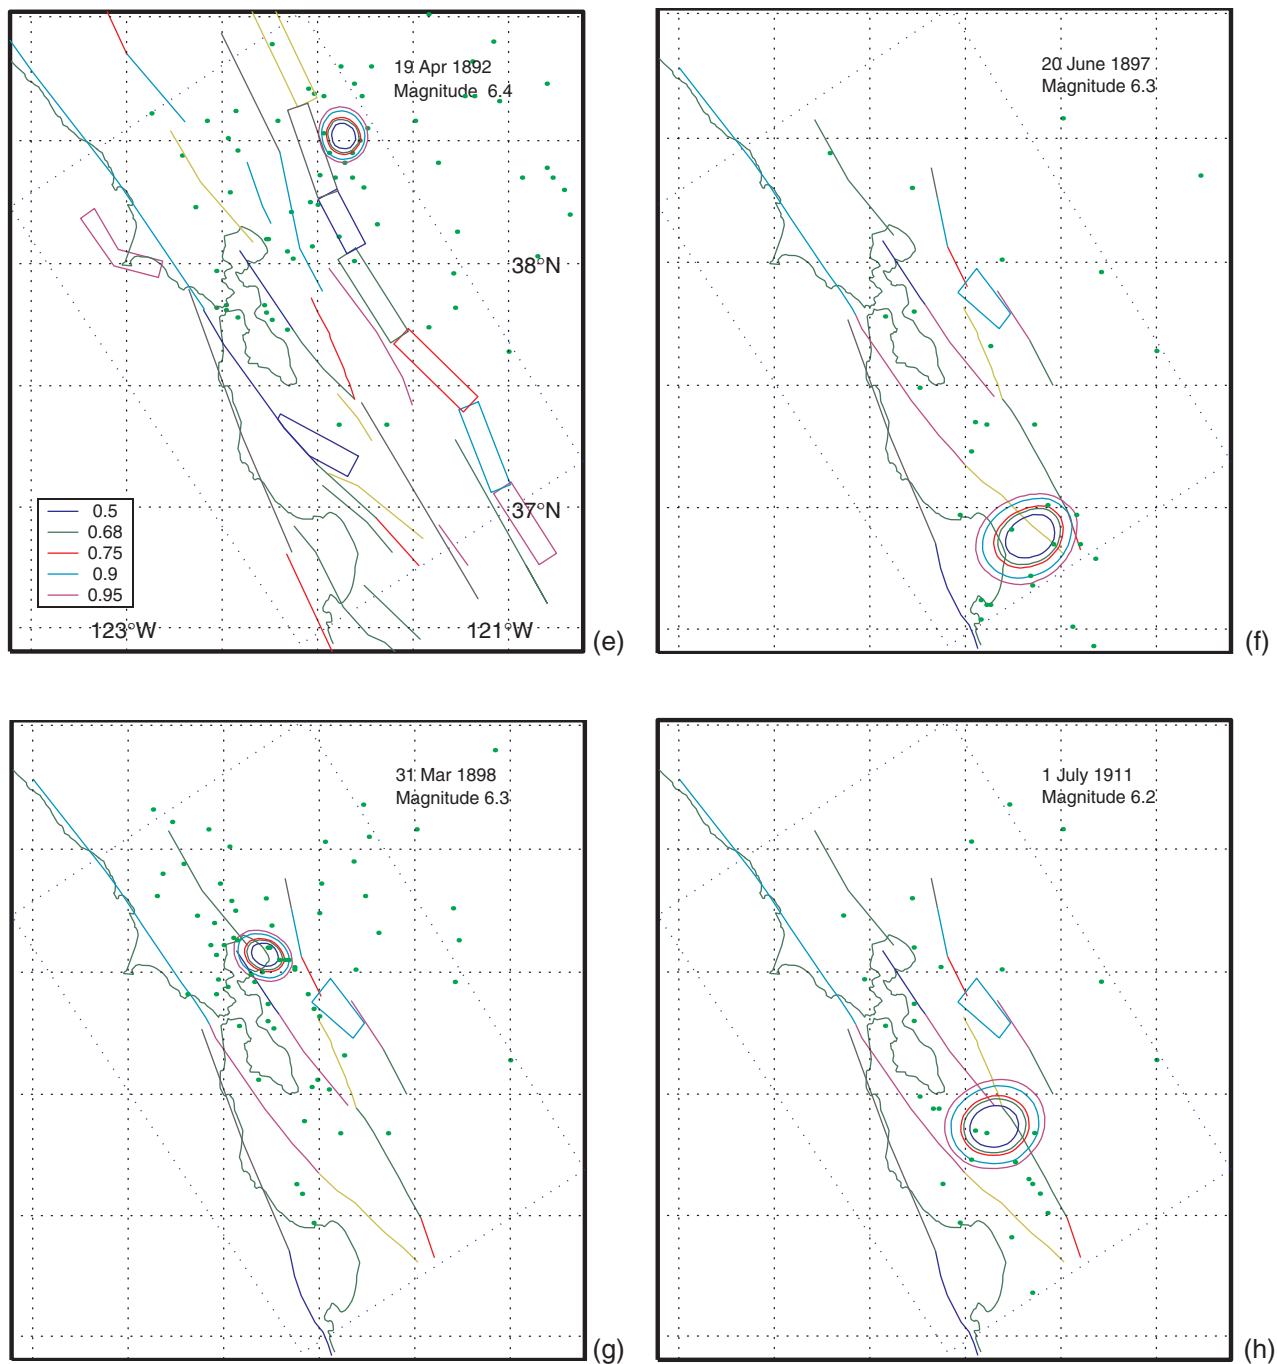 19 Apr 1892
Magnitude 6.4
38°N
37°N
0.5
0.68
0.75
0.9
0.95
123°W
121°W
(e)
20 June 1897
Magnitude 6.3
(f)
31 Mar 1898
Magnitude 6.3
(g)
1 July 1911
Magnitude 6.2
(h)